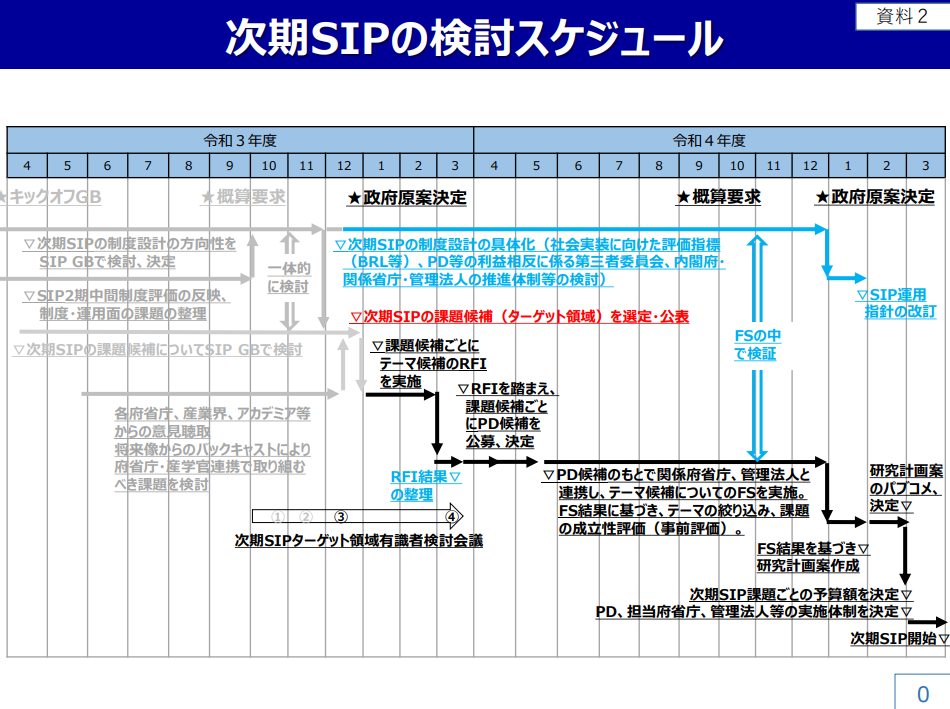 資料２
次期SIPの検討スケジュール
令和３年度
令和４年度
4 5 6 7 8 9 10 11 12 1 2 3 4 5 6 7 8 9 10 11 12 1 2 3
★キックオフGB
★概算要求
★政府原案決定
★概算要求
★政府原案決定
▽次期SIPの制度設計の方向性を
SIP GBで検討、決定
一体的
に検討
▽SIP2期中間制度評価の反映、
制度・運用面の課題の整理
▽次期SIPの課題候補についてSIP GBで検討
各府省庁、産業界、アカデミア等
からの意見聴取
将来像からのバックキャストにより
府省庁・産学官連携で取り組む
べき課題を検討
▽次期SIPの制度設計の具体化（社会実装に向けた評価指標
（BRL等）、PD等の利益相反に係る第三者委員会、内閣府・
関係省庁・管理法人の推進体制等の検討）
▽SIP運用
指針の改訂
▽次期SIPの課題候補（ターゲット領域）を選定・公表
FSの中
で検証
▽課題候補ごとに
テーマ候補のRFI
を実施
▽RFIを踏まえ、
課題候補ごと
にPD候補を
公募、決定
RFI結果▽
の整理
① ② ③ ④
次期SIPターゲット領域有識者検討会議
▽PD候補のもとで関係府省庁、管理法人と
連携し、テーマ候補についてのFSを実施。
FS結果に基づき、テーマの絞り込み、課題
の成立性評価（事前評価）。
研究計画案
のパブコメ、
決定▽
FS結果を基づき▽
研究計画案作成
次期SIP課題ごとの予算額を決定▽
PD、担当府省庁、管理法人等の実施体制を決定▽
次期SIP開始▽
0